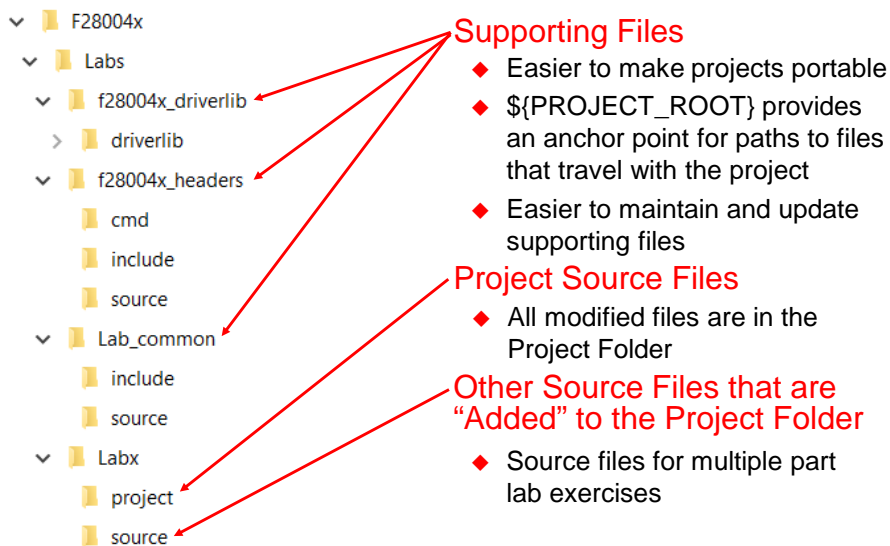 F28004x
Labs
f28004x_driverlib
driverlib
f28004x_headers
cmd
include
source
Lab_common
include
source
Labx
project
source
Supporting Files
◆ Easier to make projects portable
◆ ${PROJECT_ROOT} provides
an anchor point for paths to files
that travel with the project
◆ Easier to maintain and update
supporting files
Project Source Files
◆ All modified files are in the
Project Folder
Other Source Files that are
“Added” to the Project Folder
◆ Source files for multiple part
lab exercises